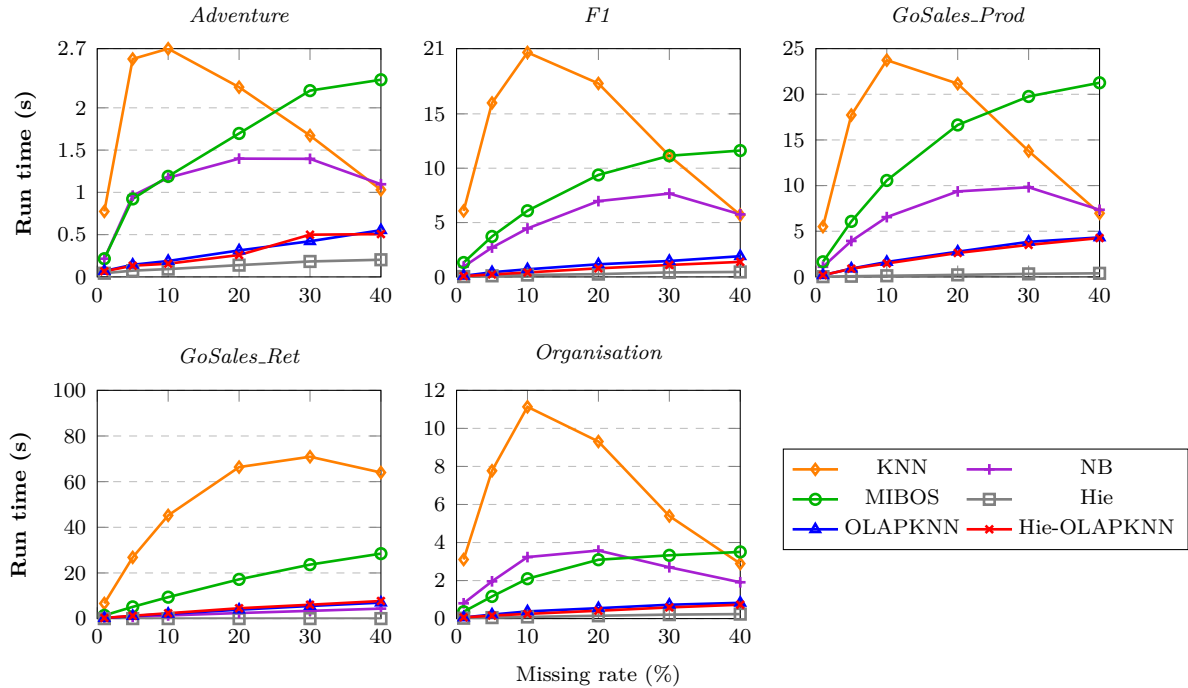 Adventure
F1
GoSales_Prod
Run time (s)
2.7
2
1.5
1
0.5
0
0 10 20 30 40
21
15
10
5
0
0 10 20 30 40
25
20
15
10
5
0
0 10 20 30 40
GoSales_Ret
Organisation
Run time (s)
100
80
60
40
20
0
0 10 20 30 40
12
10
8
6
4
2
0
0 10 20 30 40
Missing rate (%)
KNN NB
MIBOS Hie
OLAPKNN Hie-OLAPKNN